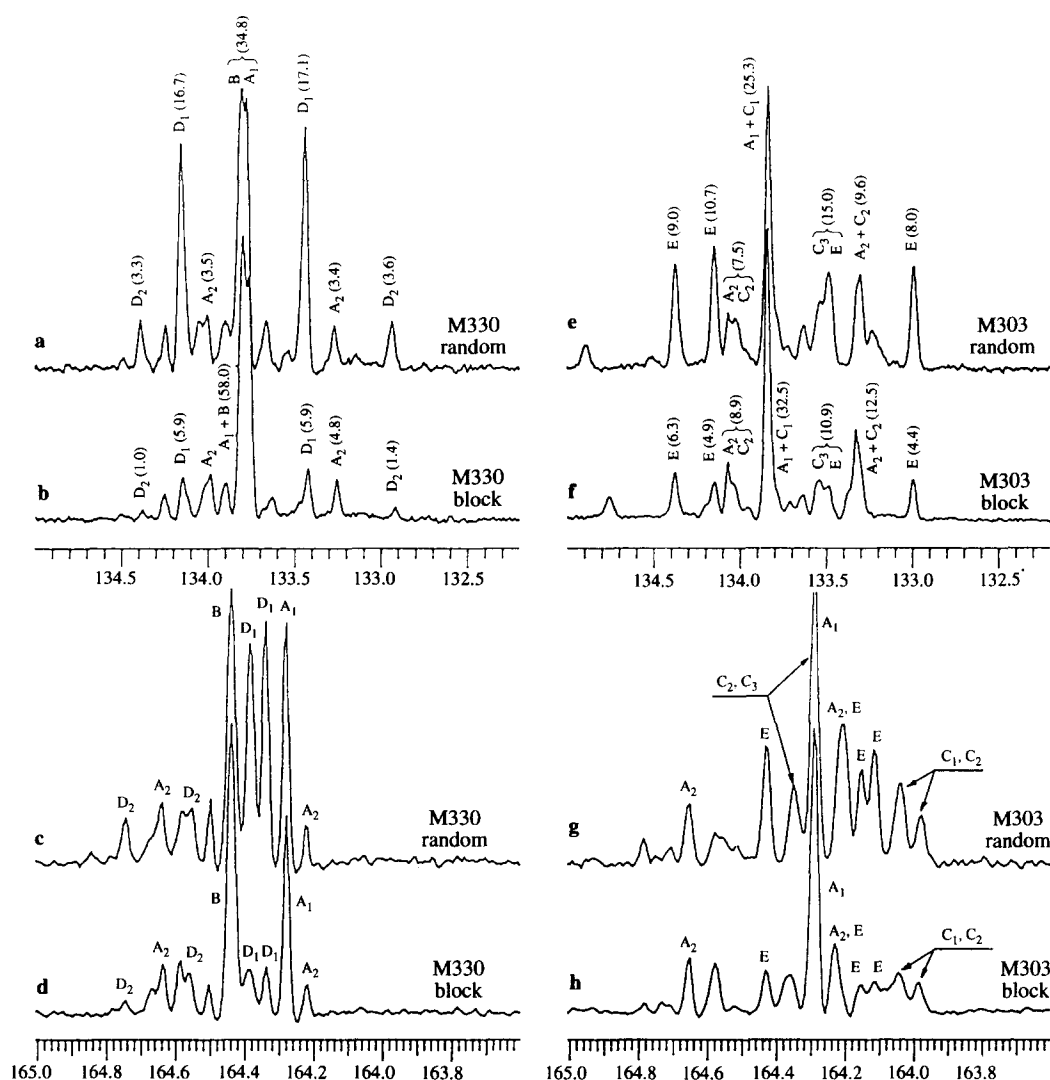 B } (34.8)
A₁
D₁ (16.7)
D₁ (17.1)
D₂ (3.3)
A₂ (3.5)
A₂ (3.4)
D₂ (3.6)
a
M330
random
A₁ + B (58.0)
D₂ (1.0)
D₁ (5.9)
A₂
D₁ (5.9)
A₂ (4.8)
D₂ (1.4)
b
M330
block
134.5 134.0 133.5 133.0 132.5
A₁ + C₁ (25.3)
E (9.0)
E (10.7)
A₂ } (7.5)
C₂
C₃ } (15.0)
E
A₂ + C₂ (9.6)
E (8.0)
e
M303
random
E (6.3)
E (4.9)
A₂ } (8.9)
C₂
A₁ + C₁ (32.5)
C₃ } (10.9)
E
A₂ + C₂ (12.5)
E (4.4)
f
M303
block
134.5 134.0 133.5 133.0 132.5
B
D₁
D₁
A₁
D₂
A₂
D₂
A₂
c
M330
random
B
A₁
A₂
D₂
D₂
D₁
D₁
A₂
d
M330
block
165.0 164.8 164.6 164.4 164.2 164.0 163.8
A₁
C₂, C₃
A₂, E
E
E
E
C₁, C₂
A₂
g
M303
random
A₁
A₂
E
A₂, E
E
E
C₁, C₂
h
M303
block
165.0 164.8 164.6 164.4 164.2 164.0 163.8